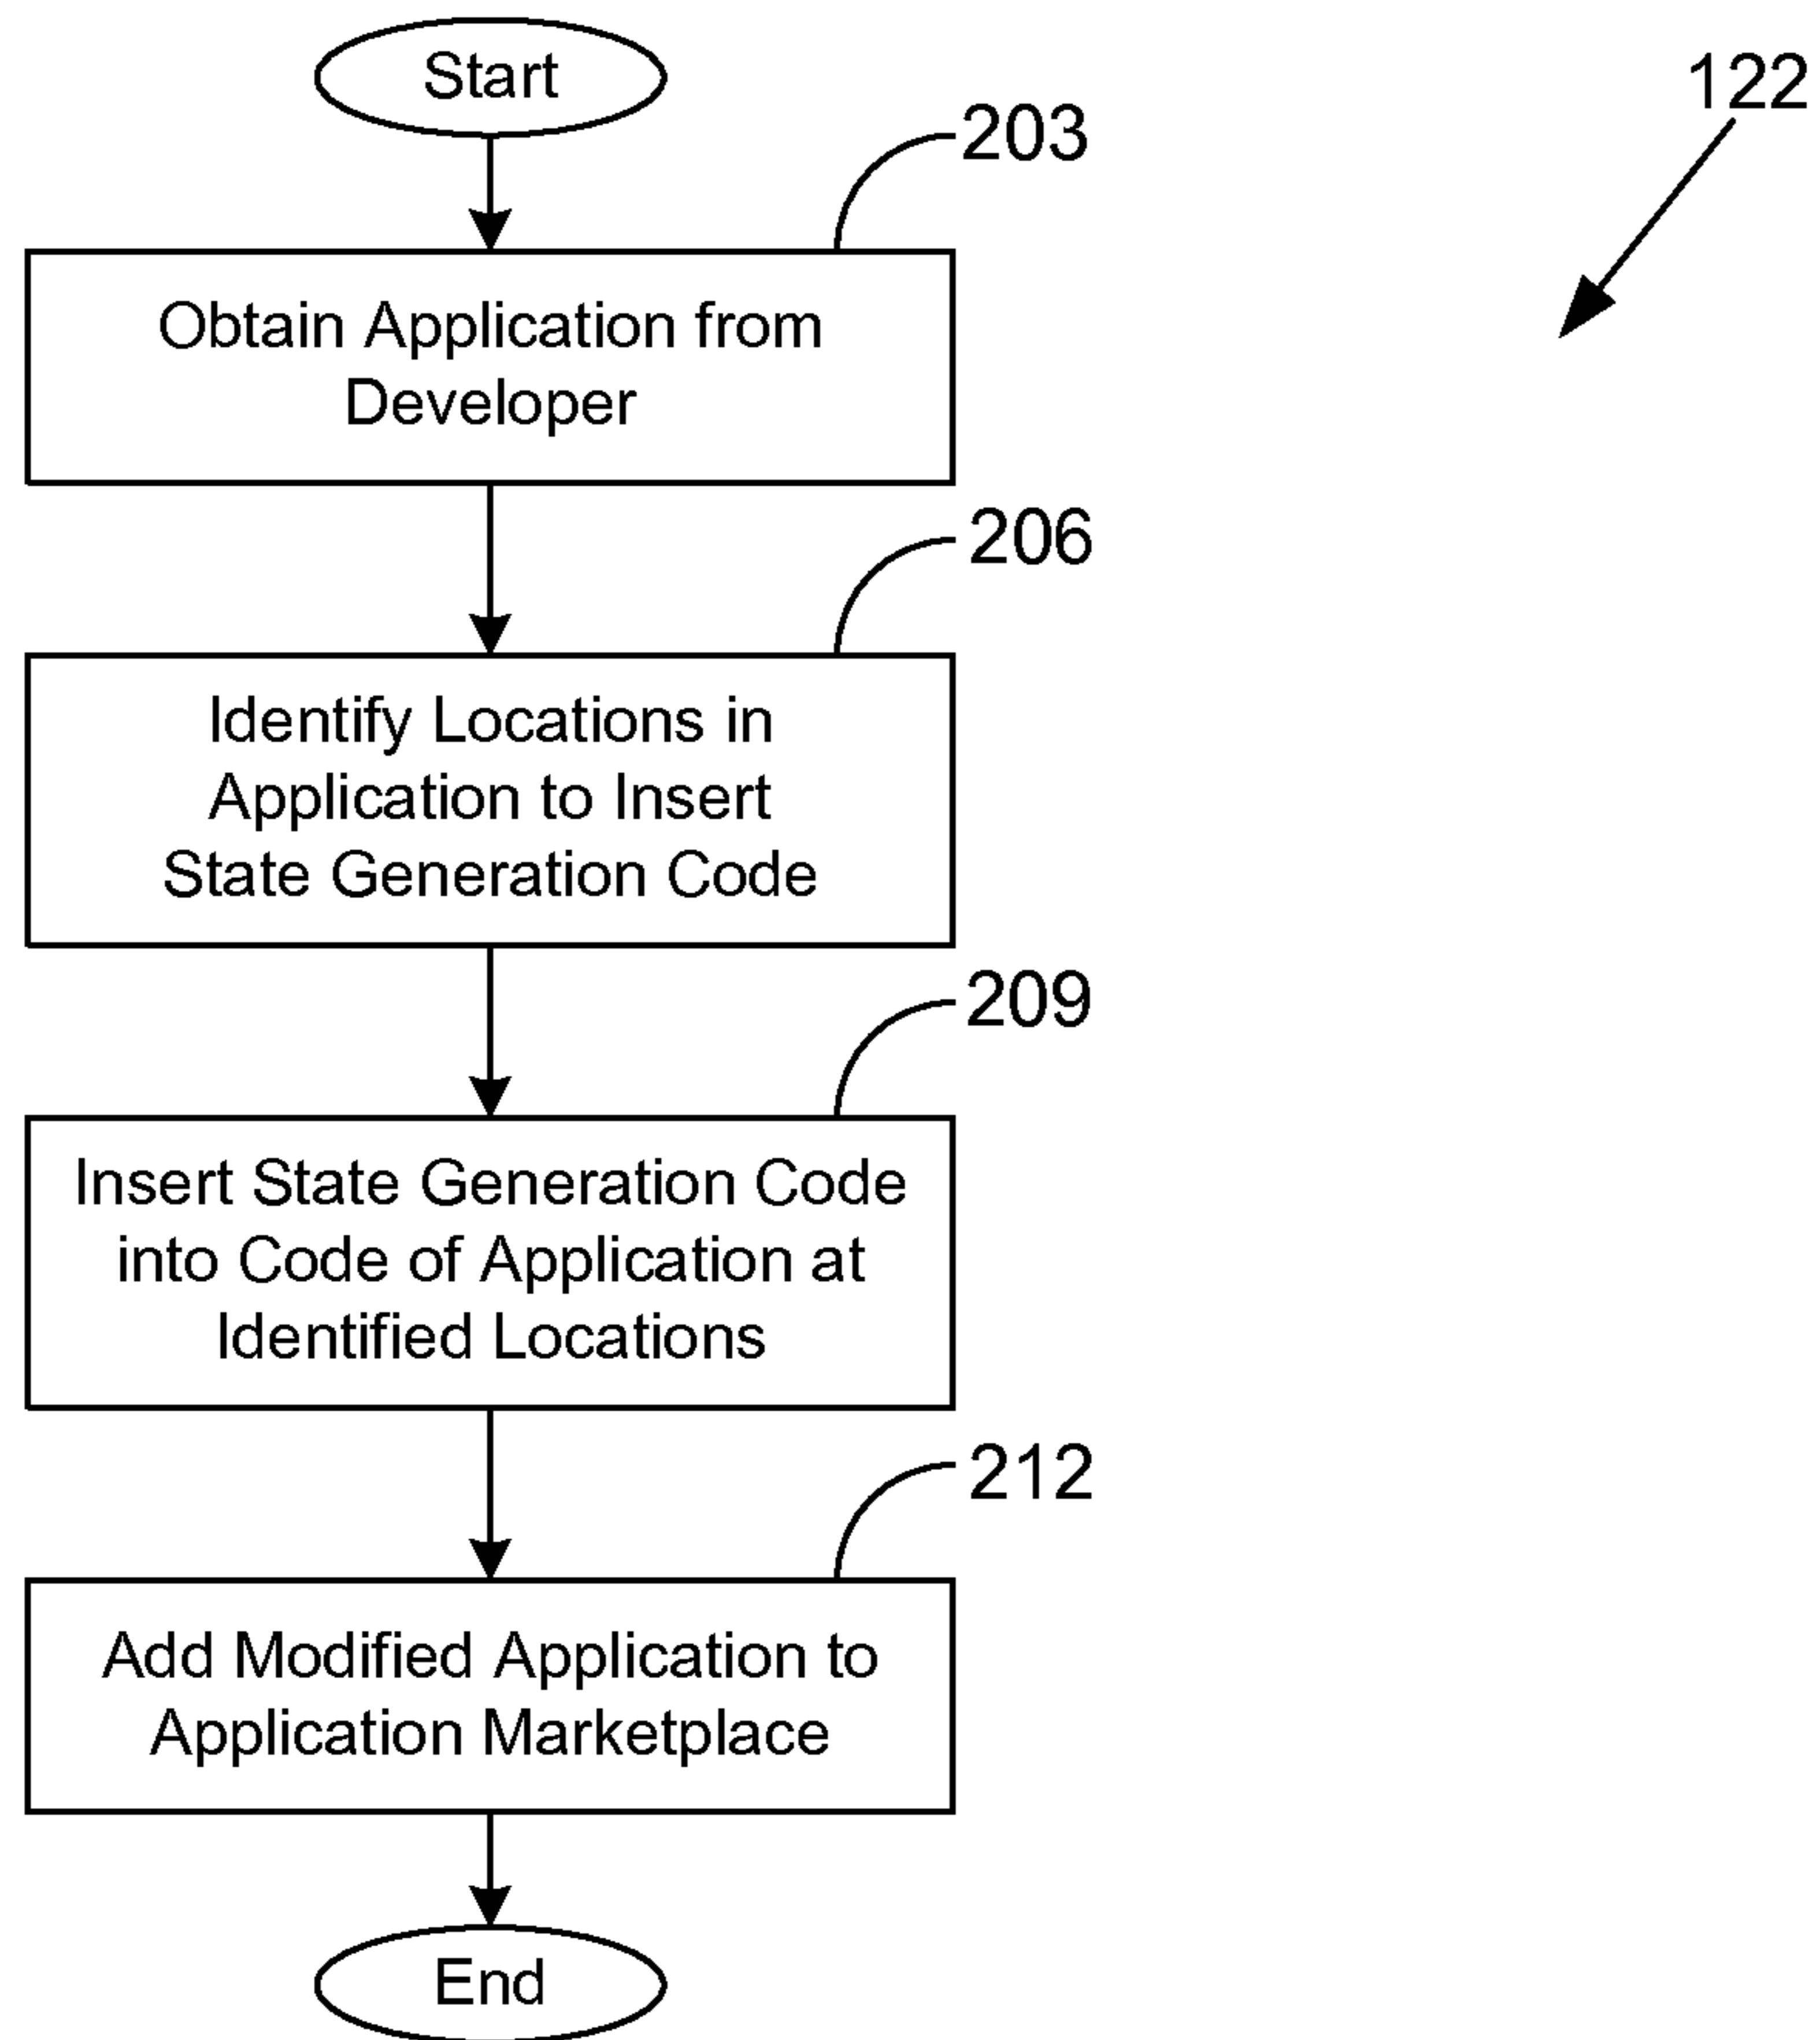 Start
122
203
Obtain Application from
Developer
206
Identify Locations in
Application to Insert
State Generation Code
209
Insert State Generation Code
into Code of Application at
Identified Locations
212
Add Modified Application to
Application Marketplace
End